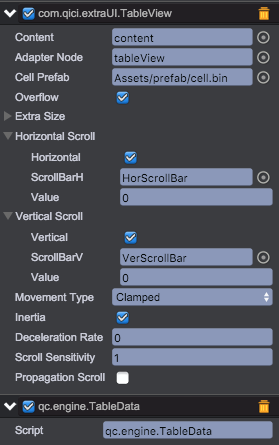 com.qici.extraUI.TableView
Content content
Adapter Node tableView
Cell Prefab Assets/prefab/cell.bin
Overflow
Extra Size
Horizontal Scroll
Horizontal
ScrollBarH HorScrollBar
Value 0
Vertical Scroll
Vertical
ScrollBarV VerScrollBar
Value 0
Movement Type Clamped
Inertia
Deceleration Rate 0
Scroll Sensitivity 1
Propagation Scroll
qc.engine.TableData
Script qc.engine.TableData